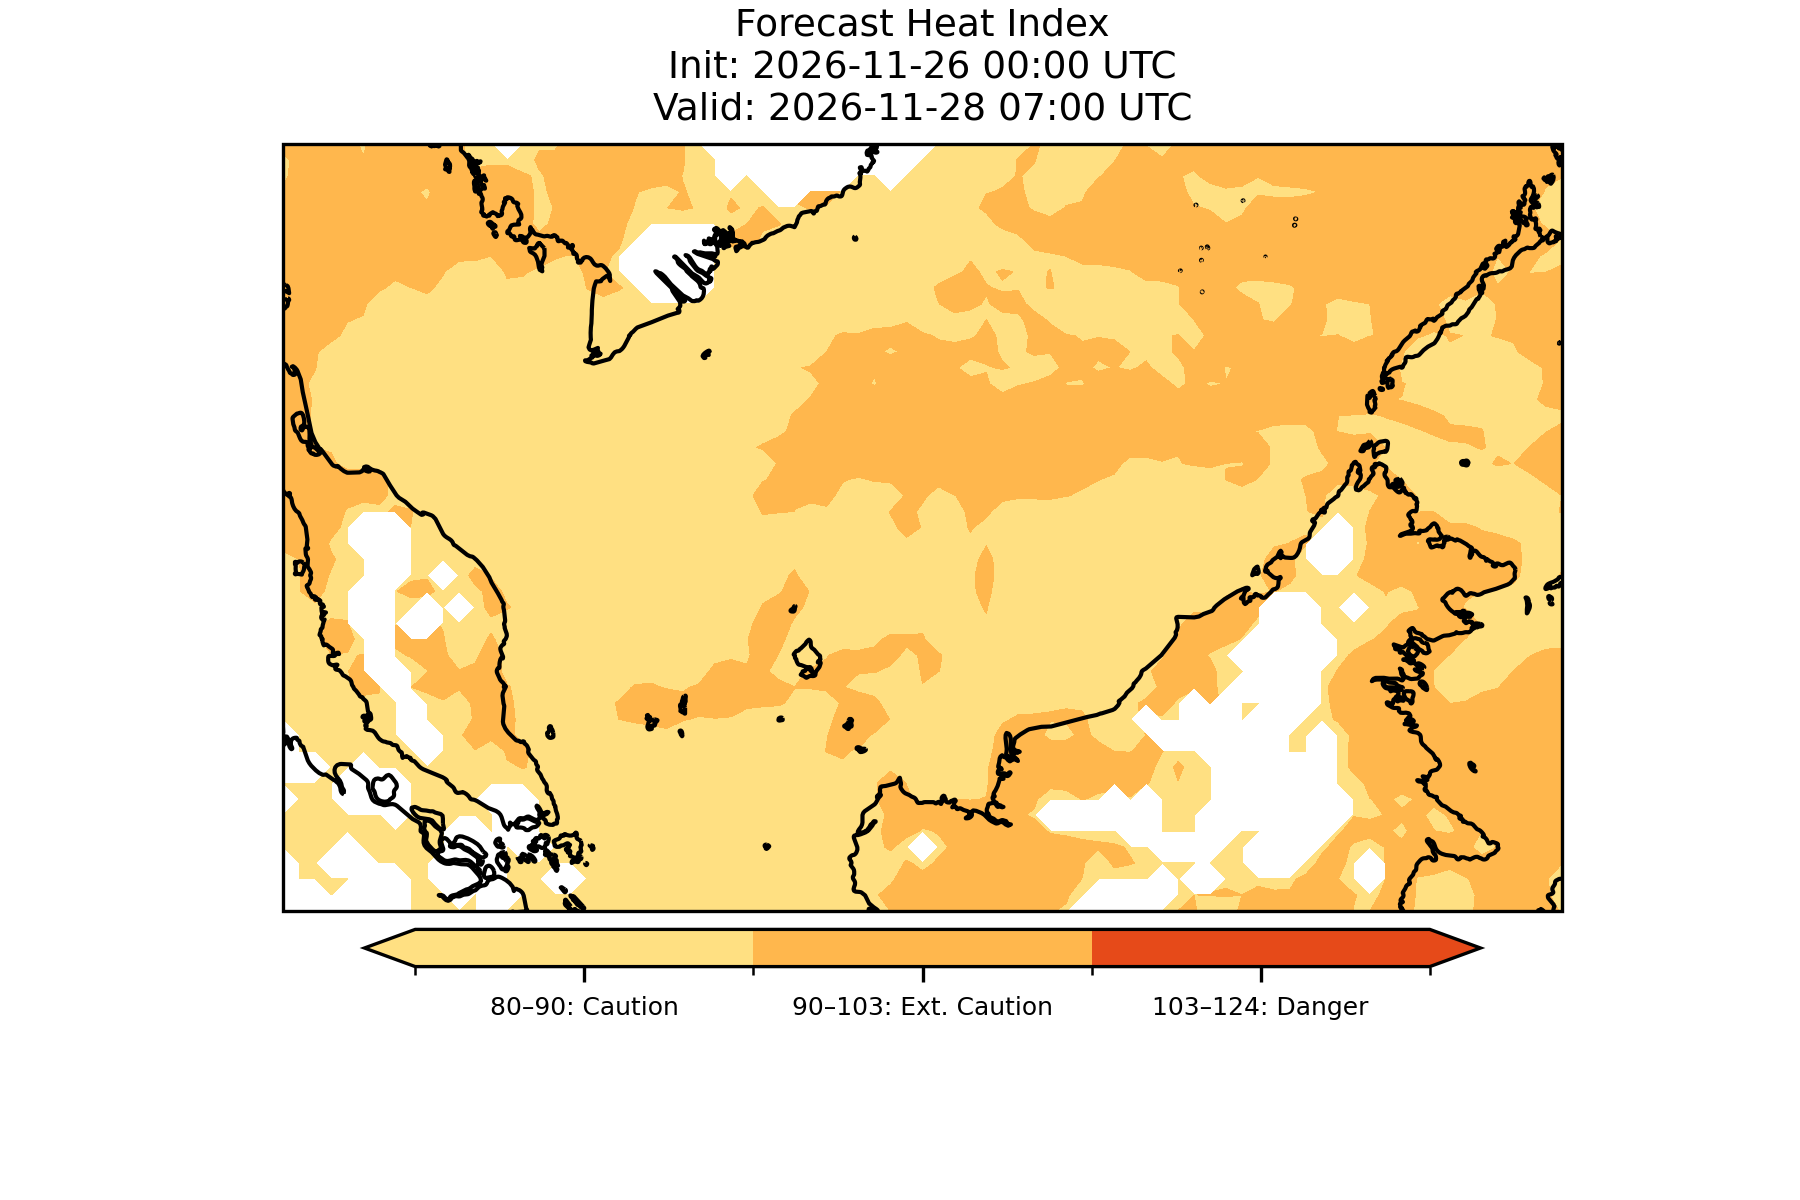 Forecast Heat Index
Init: 2026-11-26 00:00 UTC
Valid: 2026-11-28 07:00 UTC
80–90: Caution
90–103: Ext. Caution
103–124: Danger